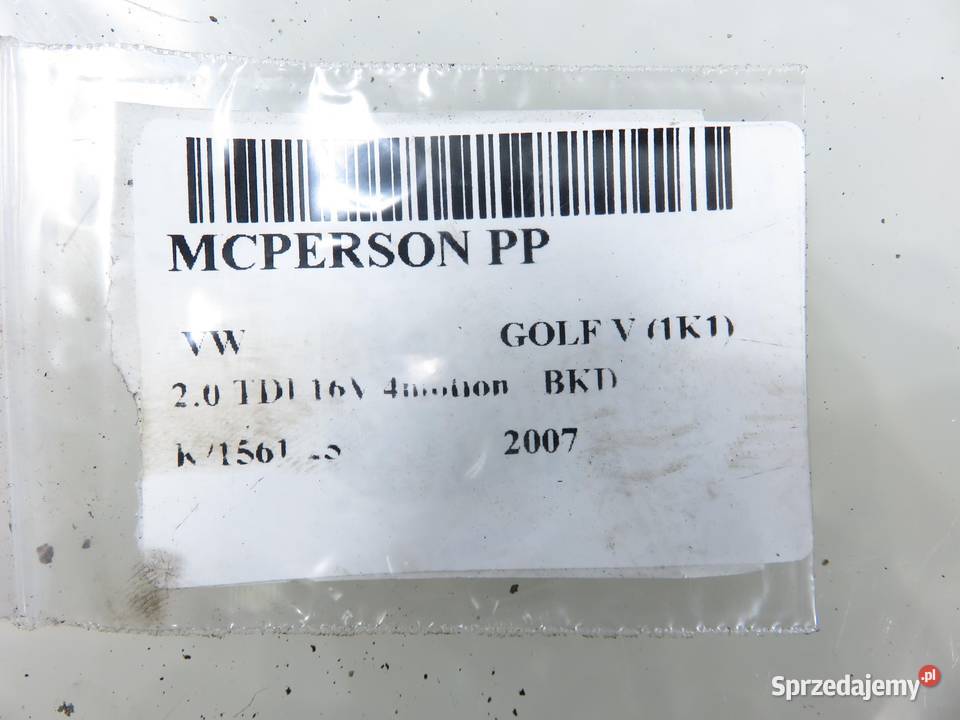 MCPERSON PP
VW GOLF V (1K1)
2.0 TDI 16V 4motion BKD
2007
Sprzedajemy.pl